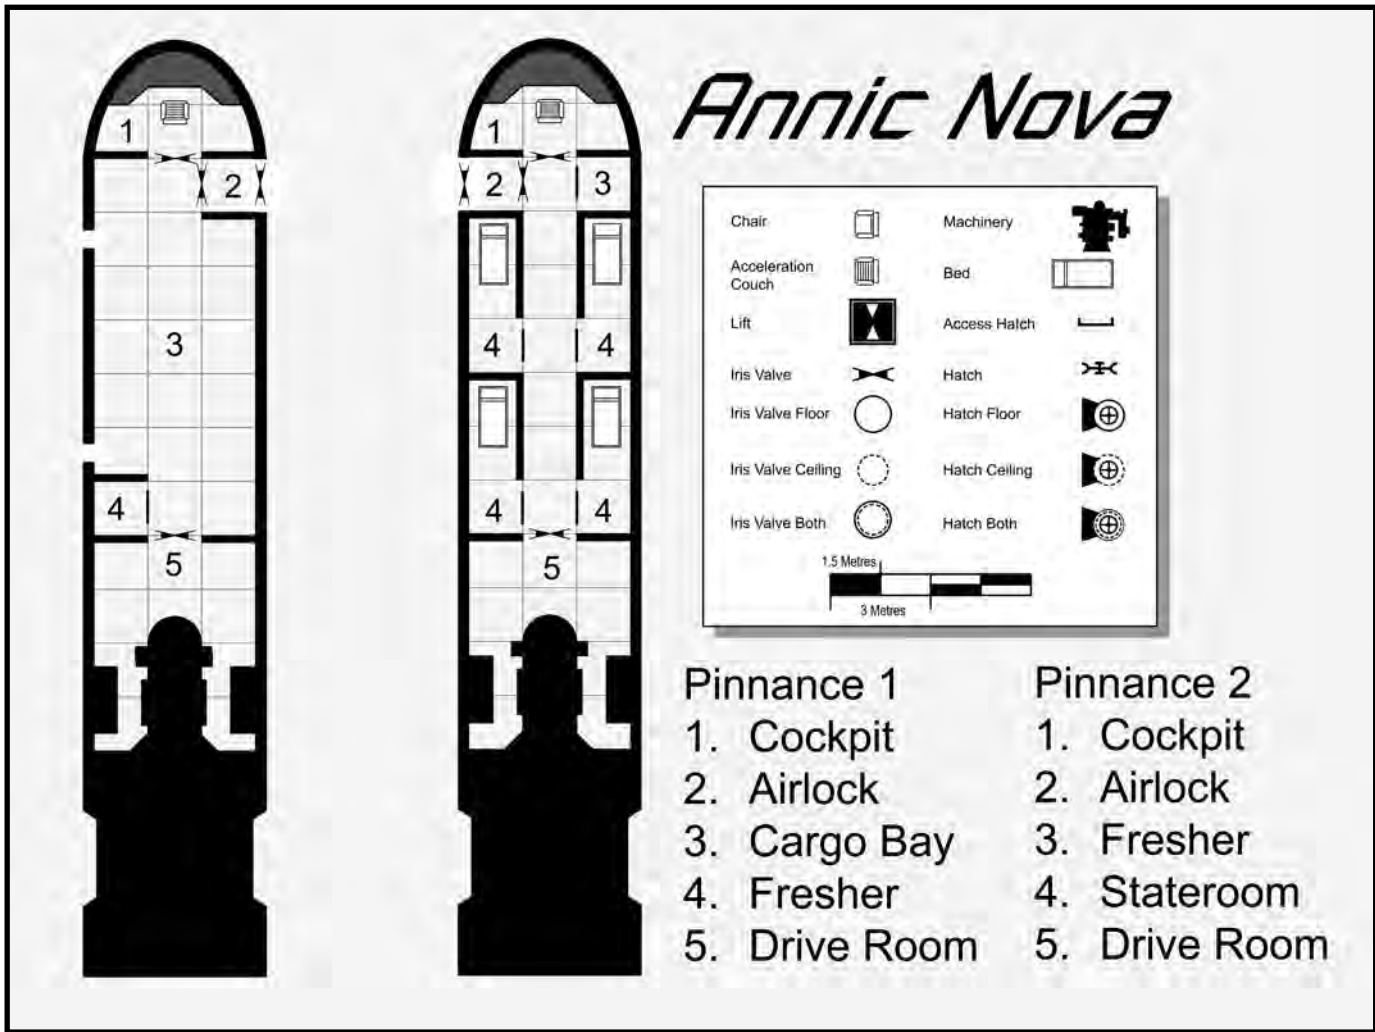 Annic Nova
1
2
3
4
5
1
2
3
4
4
4
4
5
Chair
Machinery
Acceleration
Couch
Bed
Lift
Access Hatch
Iris Valve
Hatch
Iris Valve Floor
Hatch Floor
Iris Valve Ceiling
Hatch Ceiling
Iris Valve Both
Hatch Both
1.5 Metres
3 Metres
Pinnance 1
1. Cockpit
2. Airlock
3. Cargo Bay
4. Fresher
5. Drive Room
Pinnance 2
1. Cockpit
2. Airlock
3. Fresher
4. Stateroom
5. Drive Room